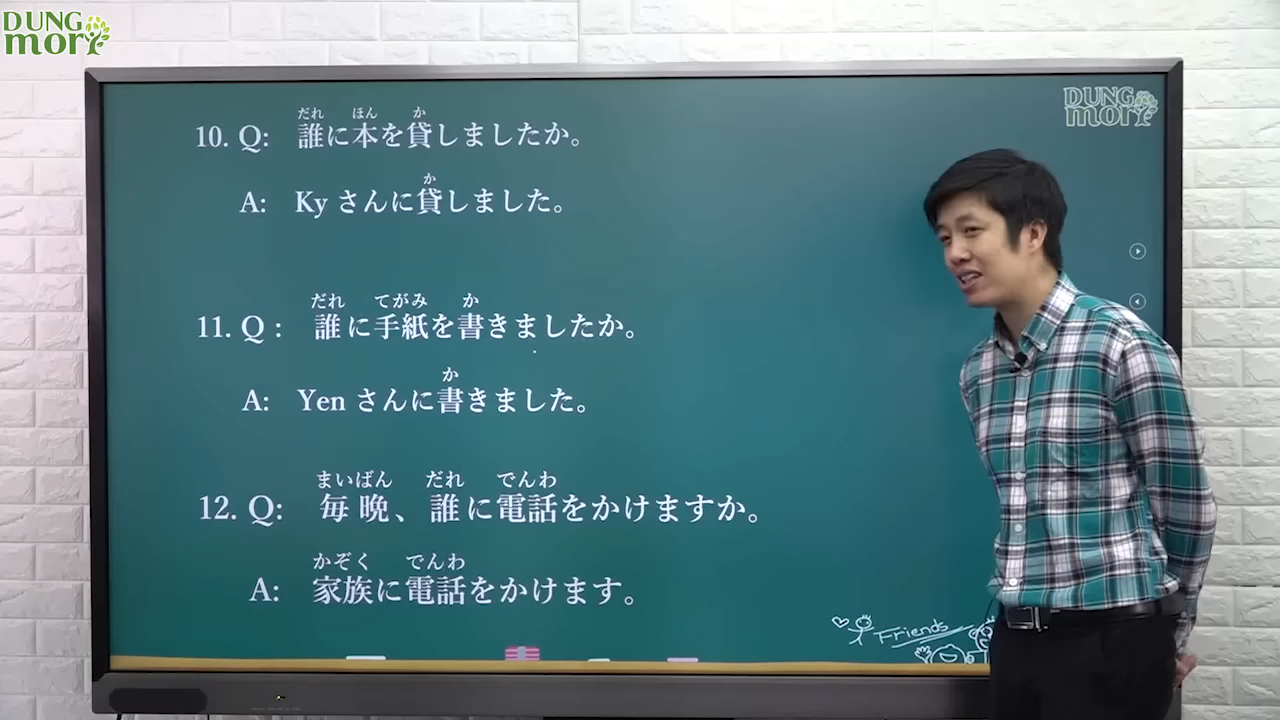 DUNG
mori
DUNG
mori
だれ ほん か
10. Q: 誰に本を貸しましたか。
か
A: Ky さんに貸しました。
だれ てがみ か
11. Q : 誰に手紙を書きましたか。
か
A: Yen さんに書きました。
まいばん だれ でんわ
12. Q: 毎晩、誰に電話をかけますか。
かぞく でんわ
A: 家族に電話をかけます。
Friends